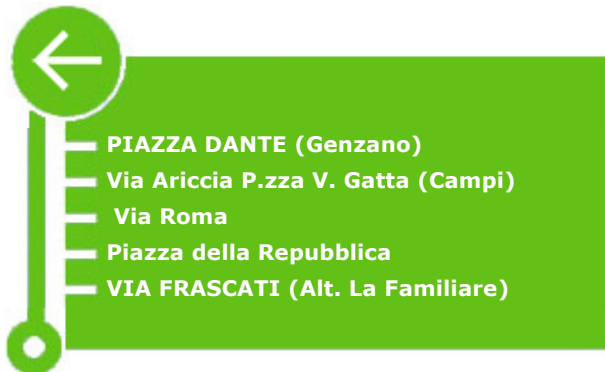 PIAZZA DANTE (Genzano)
Via Ariccia P.zza V. Gatta (Campi)
Via Roma
Piazza della Repubblica
VIA FRASCATI (Alt. La Familiare)